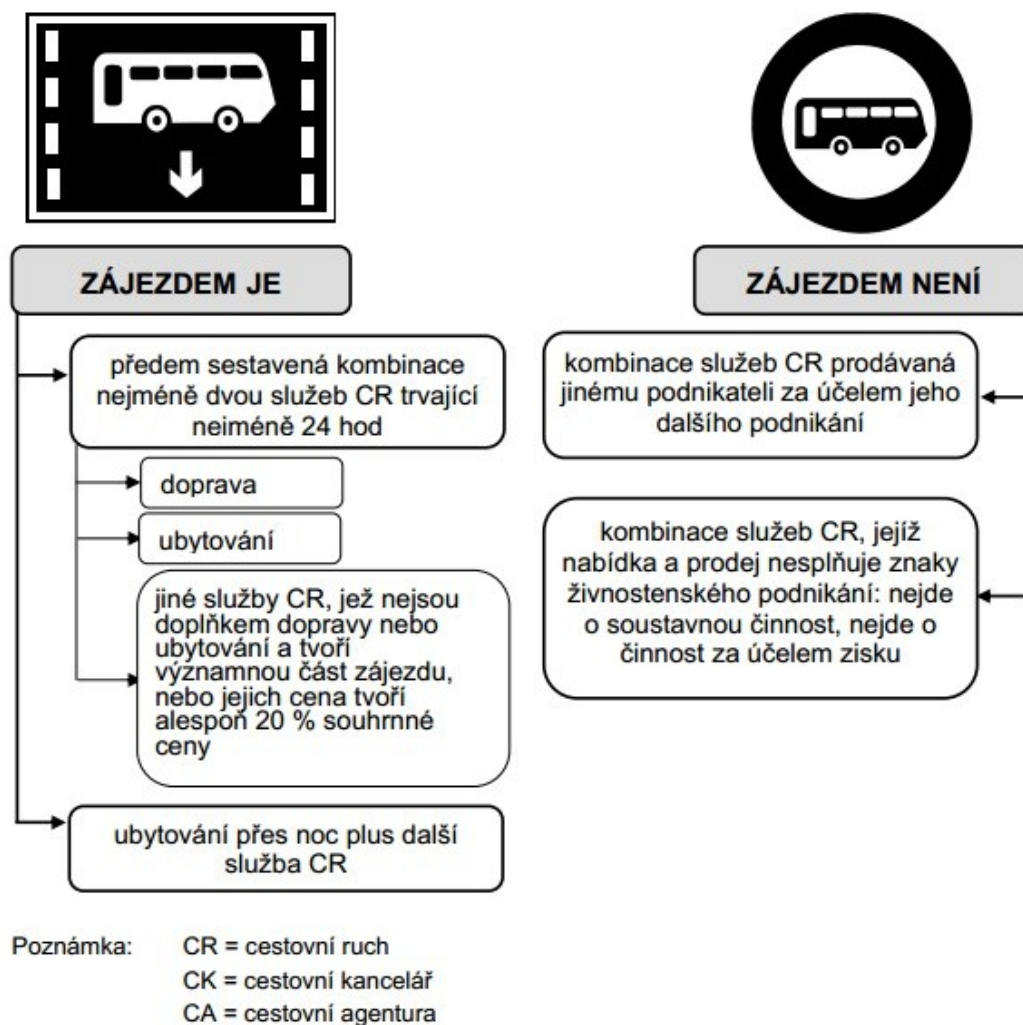 ZÁJEZDEM JE
předem sestavená kombinace
nejméně dvou služeb CR trvající
neiméně 24 hod
doprava
ubytování
jiné služby CR, jež nejsou
doplňkem dopravy nebo
ubytování a tvoří
významnou část zájezdu,
nebo jejich cena tvoří
alespoň 20 % souhrnné
ceny
ubytování přes noc plus další
služba CR
ZÁJEZDEM NENÍ
kombinace služeb CR prodávaná
jinému podnikateli za účelem jeho
dalšího podnikání
kombinace služeb CR, jejíž
nabídka a prodej nesplňuje znaky
živnostenského podnikání: nejde
o soustavnou činnost, nejde o
činnost za účelem zisku
Poznámka: CR = cestovní ruch
CK = cestovní kancelář
CA = cestovní agentura